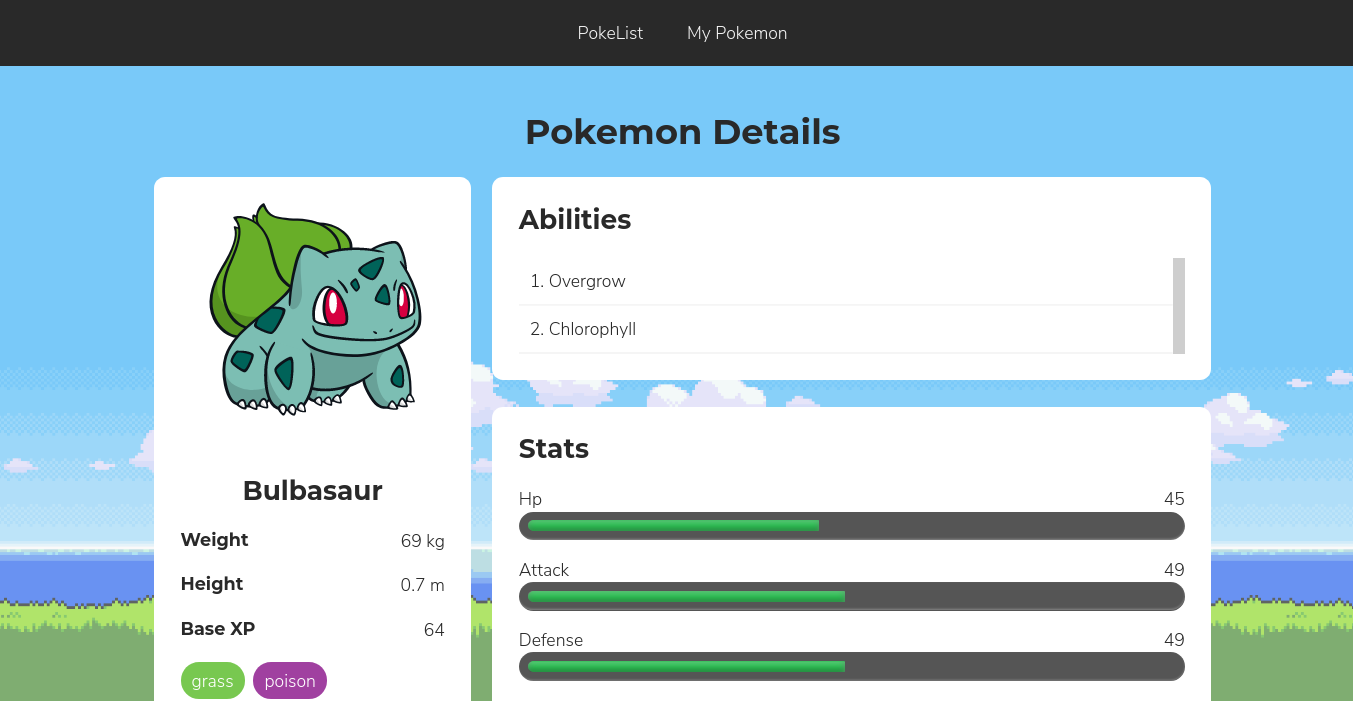 PokeList My Pokemon
Pokemon Details
Bulbasaur
Weight 69 kg
Height 0.7 m
Base XP 64
grass poison
Abilities
1. Overgrow
2. Chlorophyll
Stats
Hp 45
Attack 49
Defense 49